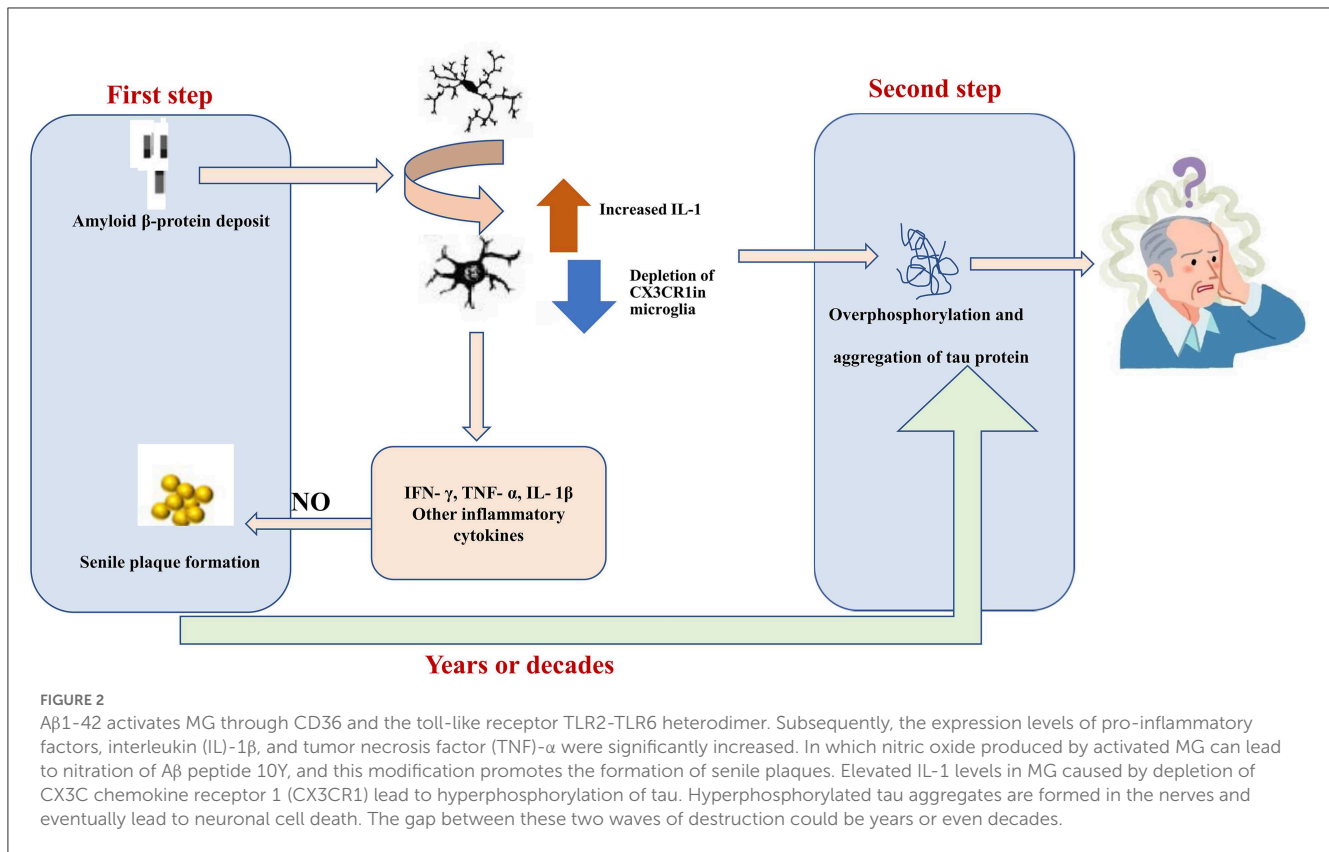 First step
Second step
Amyloid β-protein deposit
Increased IL-1
Depletion of
CX3CR1in
microglia
Overphosphorylation and
aggregation of tau protein
?
IFN- γ, TNF- α, IL- 1β
Other inflammatory
cytokines
NO
Senile plaque formation
Years or decades
FIGURE 2
Aβ1-42 activates MG through CD36 and the toll-like receptor TLR2-TLR6 heterodimer. Subsequently, the expression levels of pro-inflammatory
factors, interleukin (IL)-1β, and tumor necrosis factor (TNF)-α were significantly increased. In which nitric oxide produced by activated MG can lead
to nitration of Aβ peptide 10Y, and this modification promotes the formation of senile plaques. Elevated IL-1 levels in MG caused by depletion of
CX3C chemokine receptor 1 (CX3CR1) lead to hyperphosphorylation of tau. Hyperphosphorylated tau aggregates are formed in the nerves and
eventually lead to neuronal cell death. The gap between these two waves of destruction could be years or even decades.